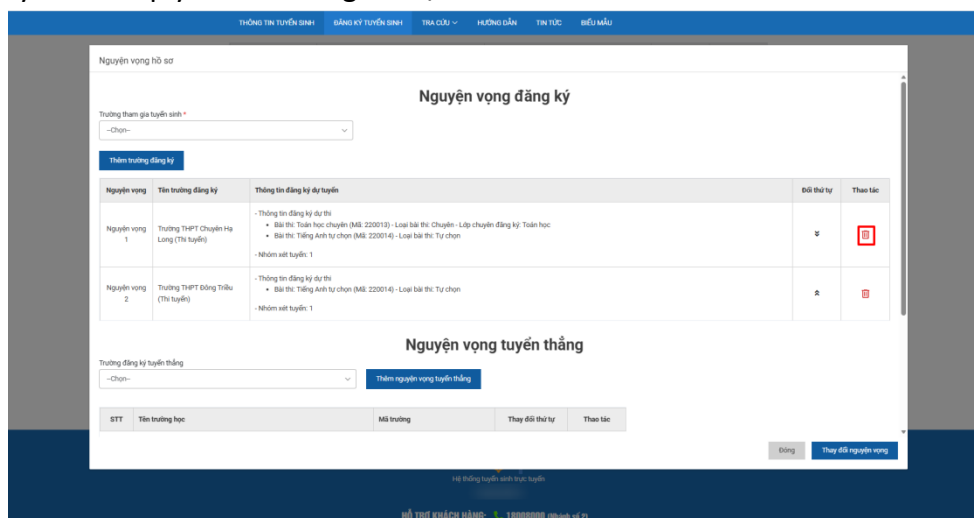 THÔNG TIN TUYỂN SINH ĐĂNG KÝ TUYỂN SINH TRA CỨU HƯỚNG DẪN TIN TỨC BIỂU MẪU
Nguyện vọng hồ sơ
Nguyện vọng đăng ký
Trường tham gia tuyển sinh *
--Chọn--
Thêm trường đăng ký
Nguyện vọng Tên trường đăng ký Thông tin đăng ký dự tuyển Đổi thứ tự Thao tác
Nguyện vọng 1
Trường THPT Chuyên Hạ Long (Thi tuyển)
- Thông tin đăng ký dự thi
• Bài thi: Toán học chuyên (Mã: 220013) - Loại bài thi: Chuyên - Lớp chuyên đăng ký: Toán học
• Bài thi: Tiếng Anh tự chọn (Mã: 220014) - Loại bài thi: Tự chọn
- Nhóm xét tuyển: 1
Nguyện vọng 2
Trường THPT Đông Triều (Thi tuyển)
- Thông tin đăng ký dự thi
• Bài thi: Tiếng Anh tự chọn (Mã: 220014) - Loại bài thi: Tự chọn
- Nhóm xét tuyển: 1
Nguyện vọng tuyển thẳng
Trường đăng ký tuyển thẳng
--Chọn--
Thêm nguyện vọng tuyển thẳng
STT Tên trường học Mã trường Thay đổi thứ tự Thao tác
Đóng Thay đổi nguyện vọng
Hệ thống tuyển sinh trực tuyến
HỖ TRỢ KHÁCH HÀNG: 18008000 (Nhánh số 2)